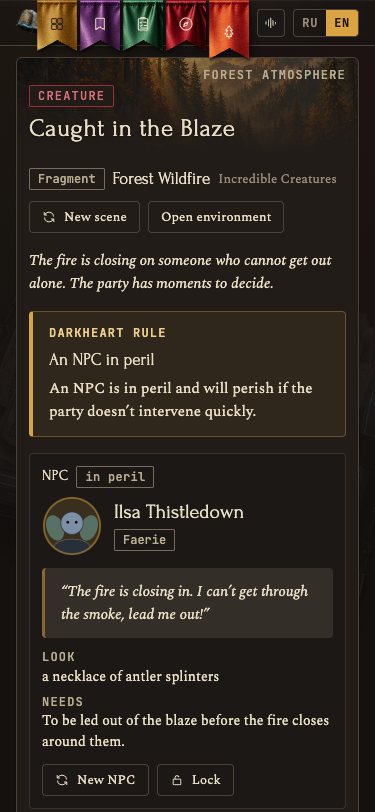 RU EN
FOREST ATMOSPHERE
CREATURE
Caught in the Blaze
Fragment Forest Wildfire Incredible Creatures
New scene Open environment
The fire is closing on someone who cannot get out
alone. The party has moments to decide.
DARKHEART RULE
An NPC in peril
An NPC is in peril and will perish if the
party doesn’t intervene quickly.
NPC in peril
Ilsa Thistledown
Faerie
“The fire is closing in. I can’t get through
the smoke, lead me out!”
LOOK
a necklace of antler splinters
NEEDS
To be led out of the blaze before the fire closes
around them.
New NPC Lock